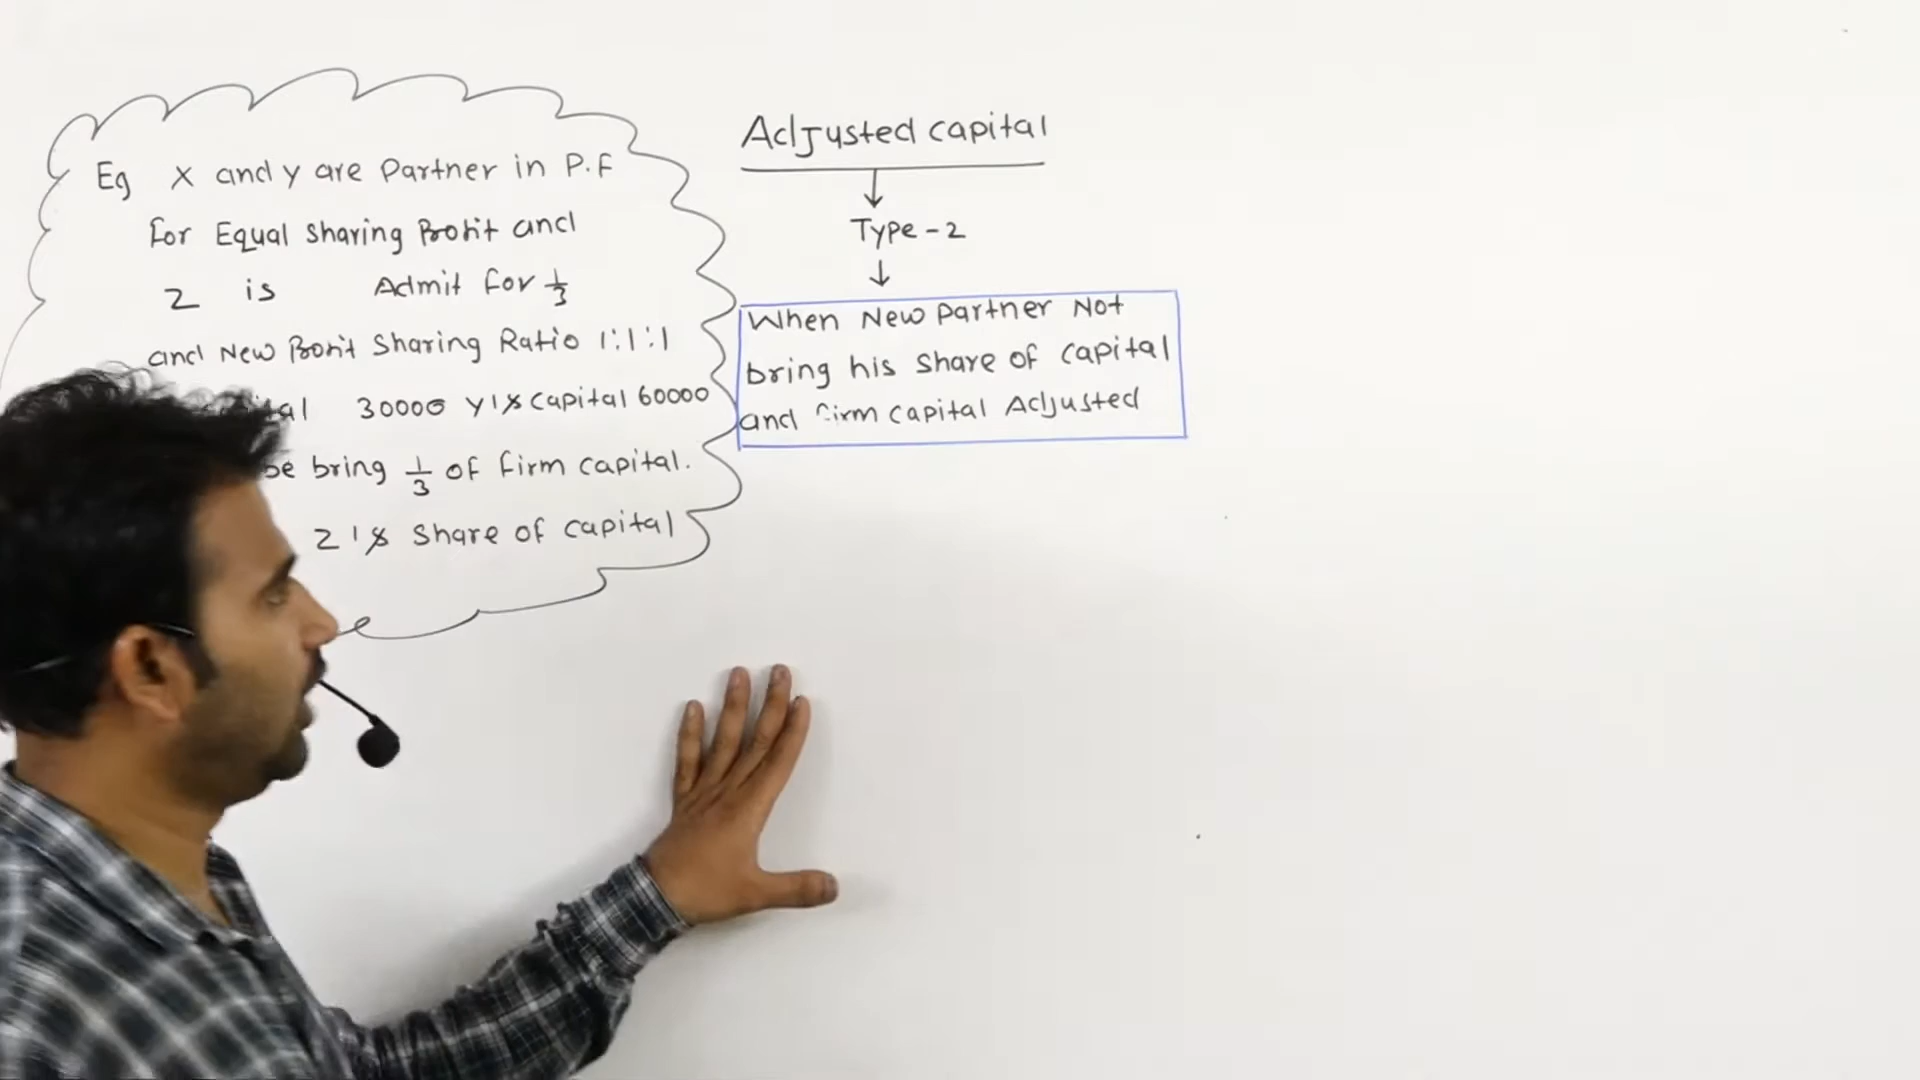 Eg X and y are Partner in P.F
For Equal Sharing Profit and
Z is Admit for 1/3
and New Profit Sharing Ratio 1:1:1
30000 y's Capital 60000
be bring 1/3 of firm capital.
Z's Share of capital
Adjusted capital
Type-2
When New Partner Not
bring his share of capital
and firm capital Adjusted